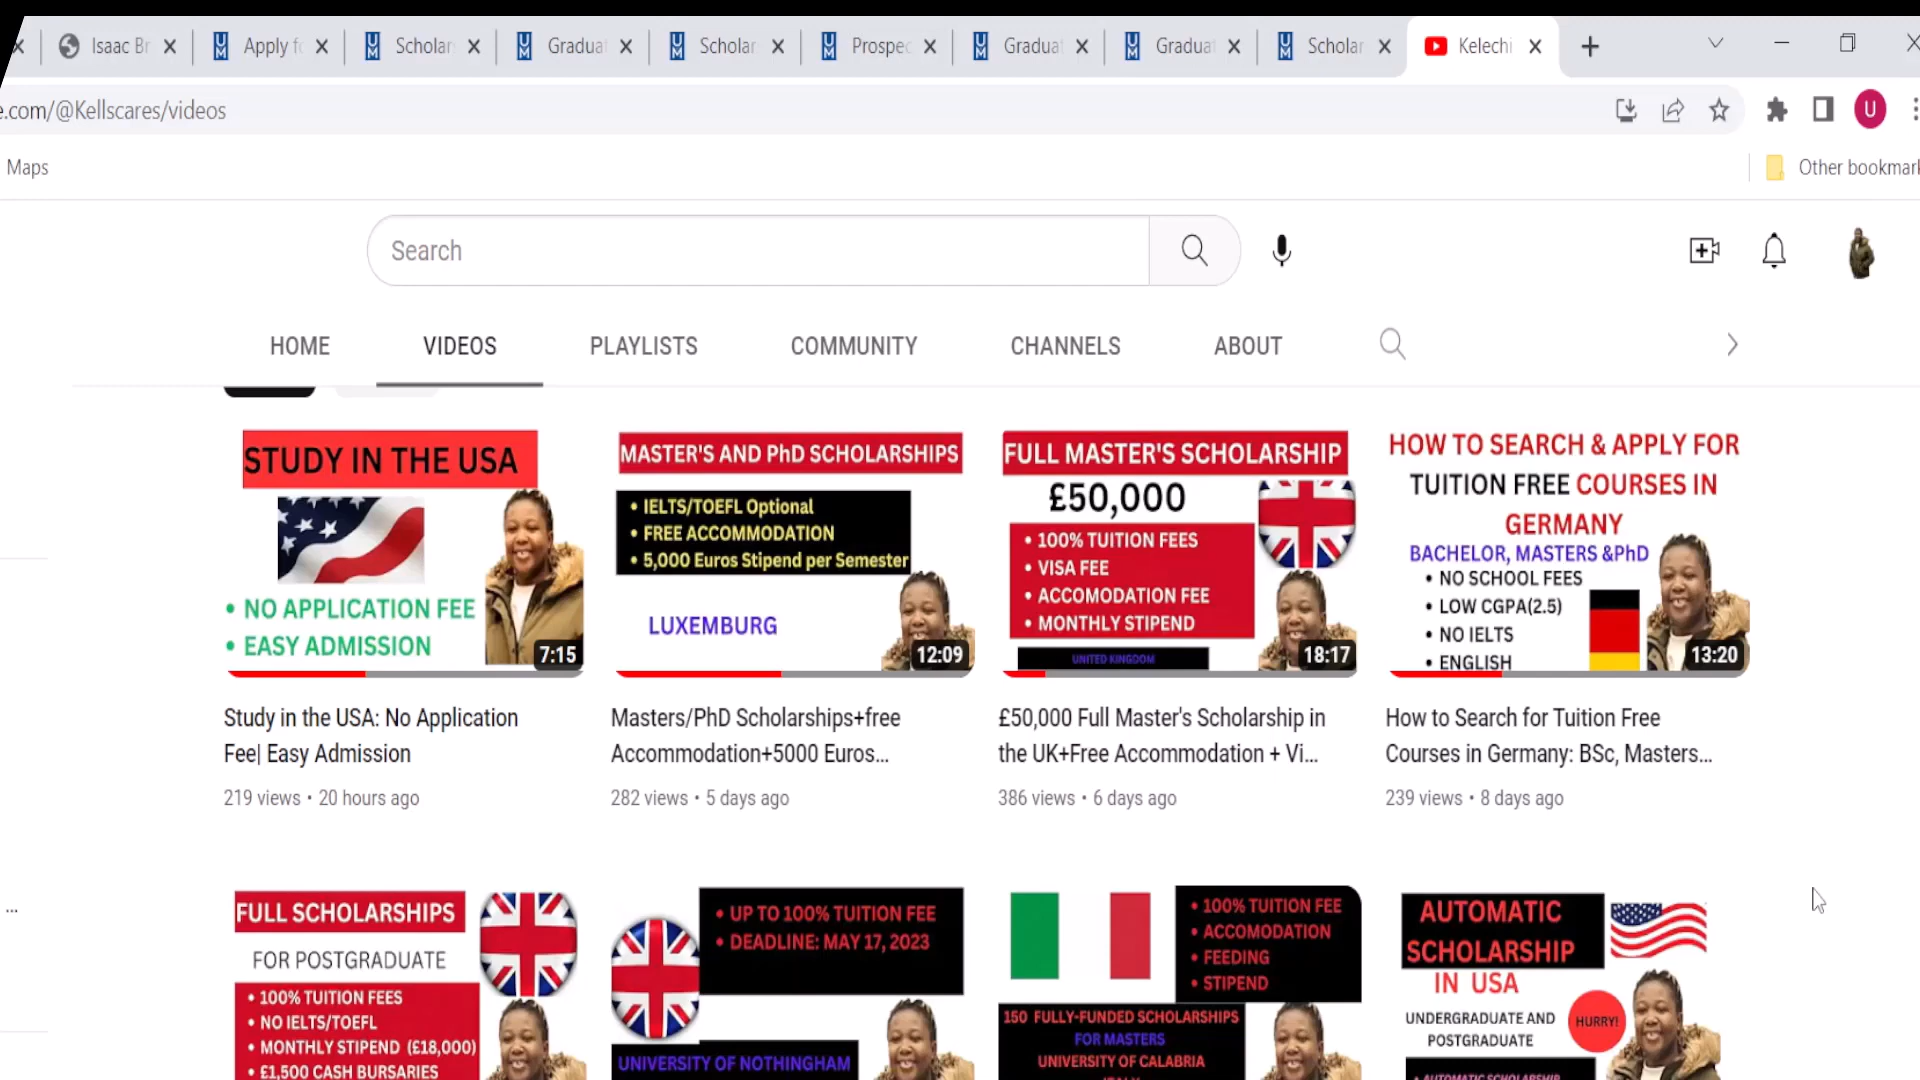 Isaac Br
Apply fo
Scholar
Graduat
Scholar
Prospec
Graduat
Graduat
Scholar
Kelechi
e.com/@Kellscares/videos
U
Maps
Other bookmark
Search
HOME
VIDEOS
PLAYLISTS
COMMUNITY
CHANNELS
ABOUT
STUDY IN THE USA
• NO APPLICATION FEE
• EASY ADMISSION
7:15
MASTER'S AND PhD SCHOLARSHIPS
• IELTS/TOEFL Optional
• FREE ACCOMMODATION
• 5,000 Euros Stipend per Semester
LUXEMBURG
12:09
FULL MASTER'S SCHOLARSHIP
£50,000
• 100% TUITION FEES
• VISA FEE
• ACCOMODATION FEE
• MONTHLY STIPEND
UNITED KINGDOM
18:17
HOW TO SEARCH & APPLY FOR
TUITION FREE COURSES IN
GERMANY
BACHELOR, MASTERS &PhD
• NO SCHOOL FEES
• LOW CGPA(2.5)
• NO IELTS
• ENGLISH
13:20
Study in the USA: No Application
Fee| Easy Admission
219 views • 20 hours ago
Masters/PhD Scholarships+free
Accommodation+5000 Euros...
282 views • 5 days ago
£50,000 Full Master's Scholarship in
the UK+Free Accommodation + Vi...
386 views • 6 days ago
How to Search for Tuition Free
Courses in Germany: BSc, Masters...
239 views • 8 days ago
...
FULL SCHOLARSHIPS
FOR POSTGRADUATE
• 100% TUITION FEES
• NO IELTS/TOEFL
• MONTHLY STIPEND (£18,000)
• £1,500 CASH BURSARIES
• UP TO 100% TUITION FEE
• DEADLINE: MAY 17, 2023
UNIVERSITY OF NOTHINGHAM
• 100% TUITION FEE
• ACCOMODATION
• FEEDING
• STIPEND
150 FULLY-FUNDED SCHOLARSHIPS
FOR MASTERS
UNIVERSITY OF CALABRIA
ITALY
AUTOMATIC
SCHOLARSHIP
IN USA
UNDERGRADUATE AND
POSTGRADUATE
HURRY!
• AUTOMATIC SCHOLARSHIP